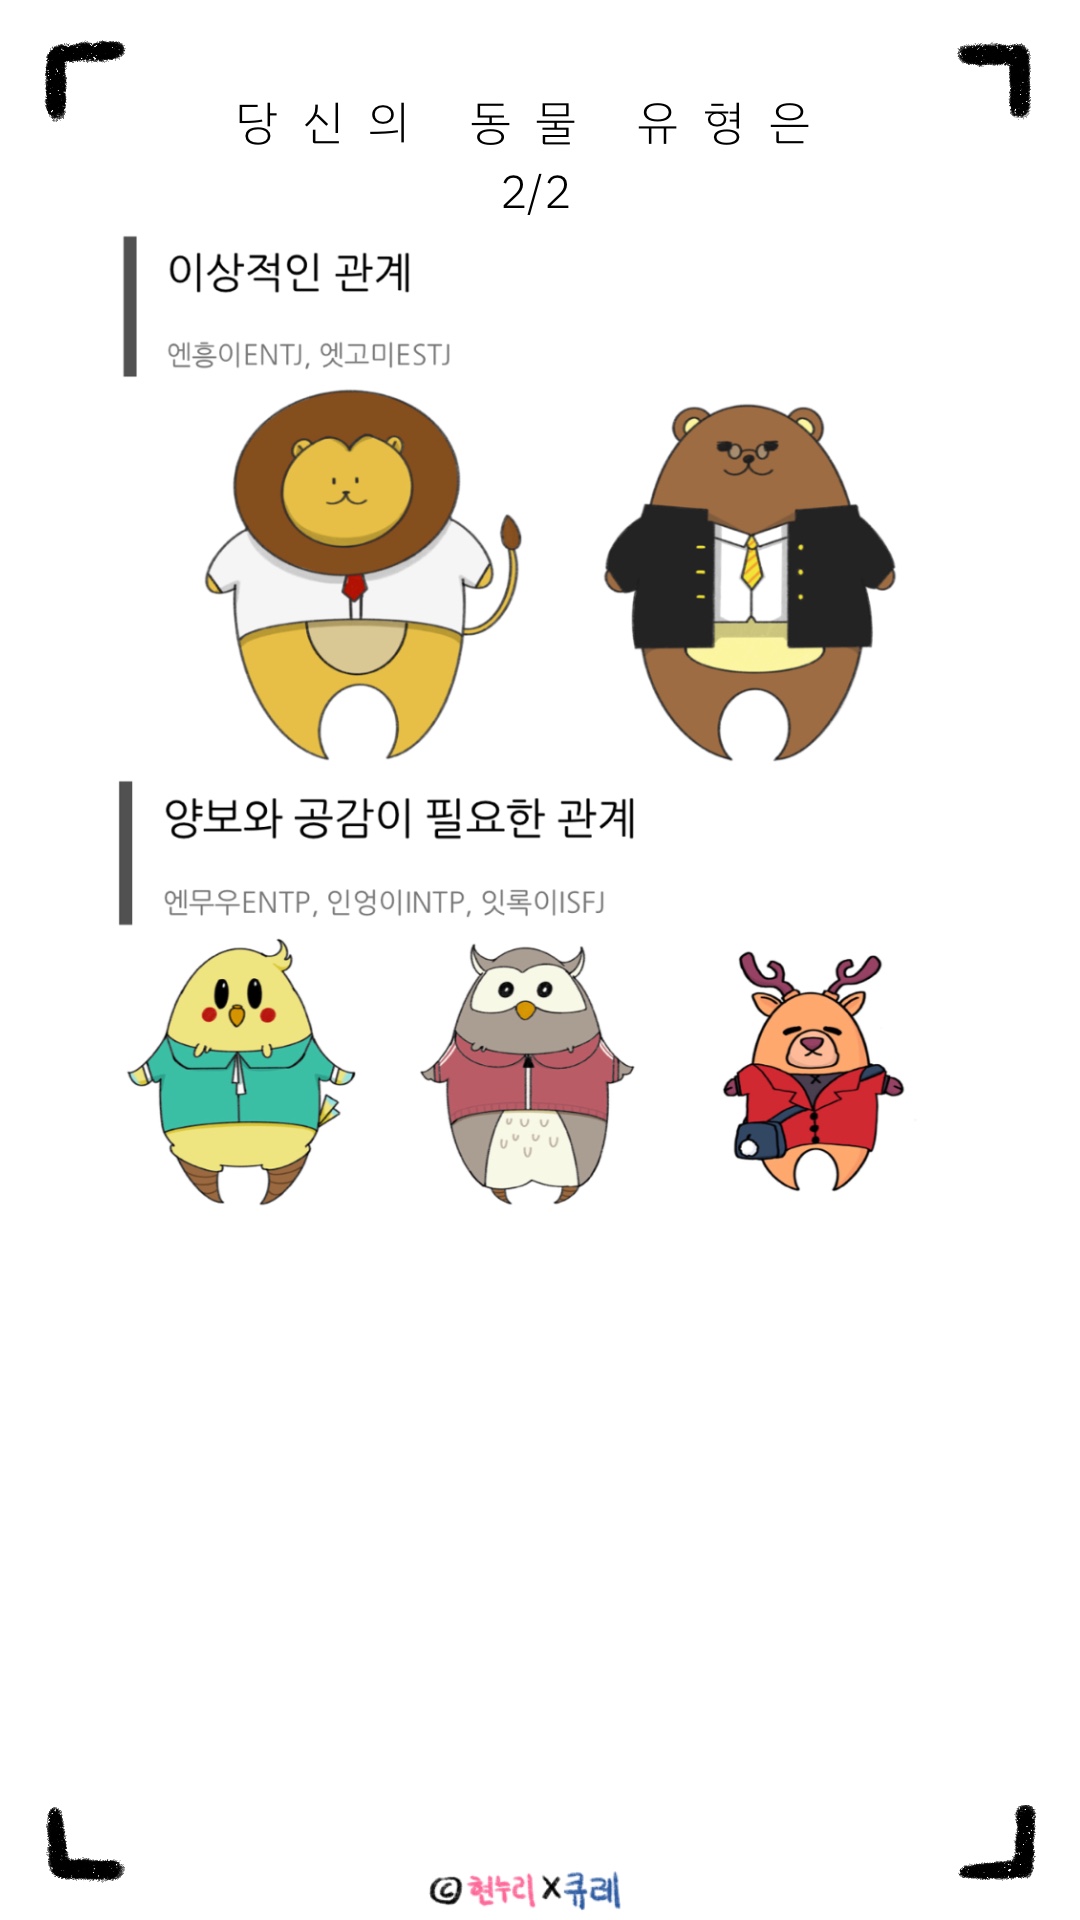 당신의 동물 유형은
2/2
이상적인 관계
엔흥이ENTJ, 엣고미ESTJ
양보와 공감이 필요한 관계
엔무우ENTP, 인엉이INTP, 잇록이ISFJ
ⓒ현누리X큐레